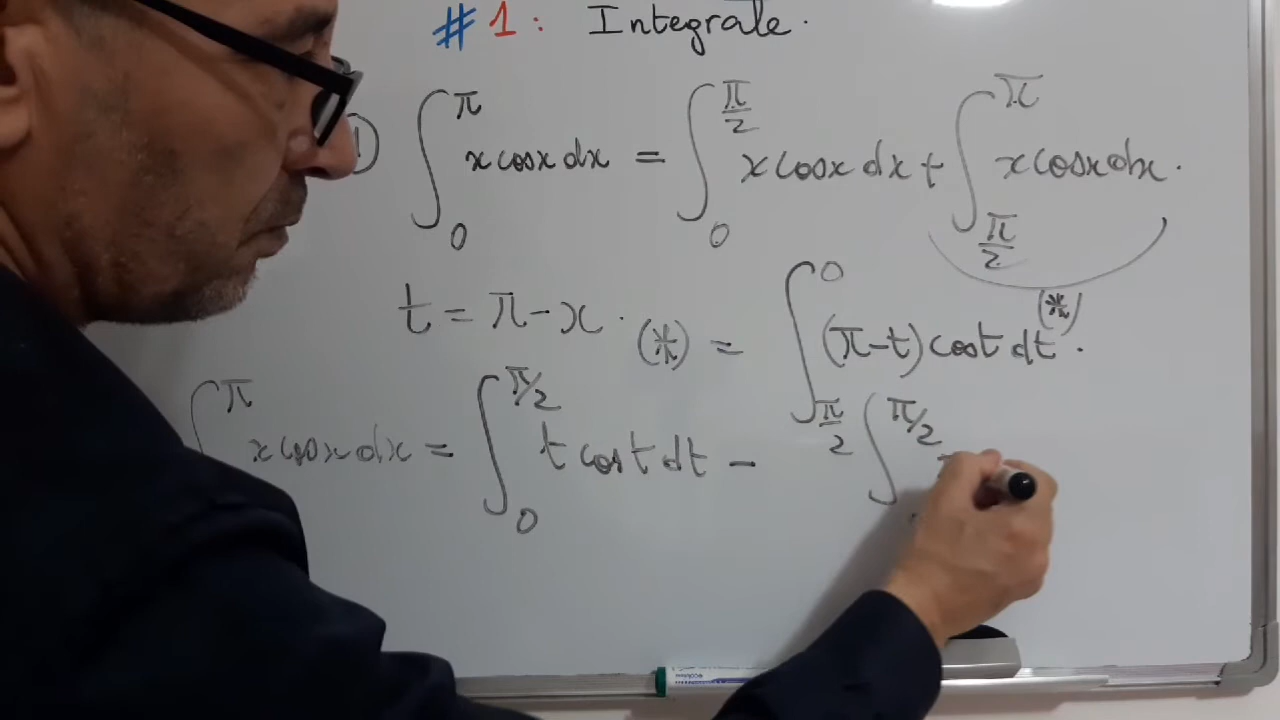 #1: Integrale.
1) ∫₀^π x cosx dx = ∫₀^(π/2) x cosx dx + ∫_(π/2)^π x cosx dx.
(*)
t = π - x. (*) = ∫_(π/2)^0 (π-t) cost dt.
∫^π x cosx dx = ∫₀^(π/2) t cost dt - ∫^(π/2)